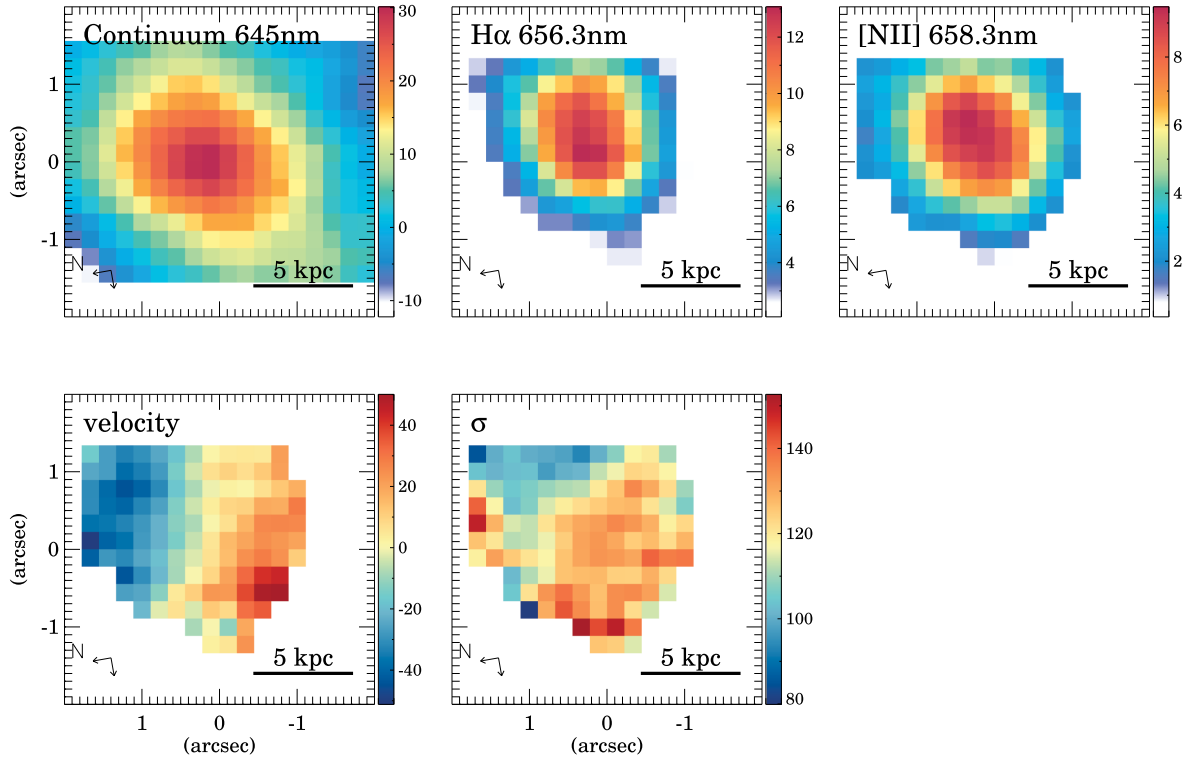 Continuum 645nm
Hα 656.3nm
[NII] 658.3nm
30
20
10
0
-10
12
10
8
6
4
8
6
4
2
1
0
-1
(arcsec)
N
5 kpc
N
5 kpc
N
5 kpc
velocity
σ
40
20
0
-20
-40
140
120
100
80
1
0
-1
(arcsec)
N
5 kpc
N
5 kpc
1 0 -1
(arcsec)
1 0 -1
(arcsec)